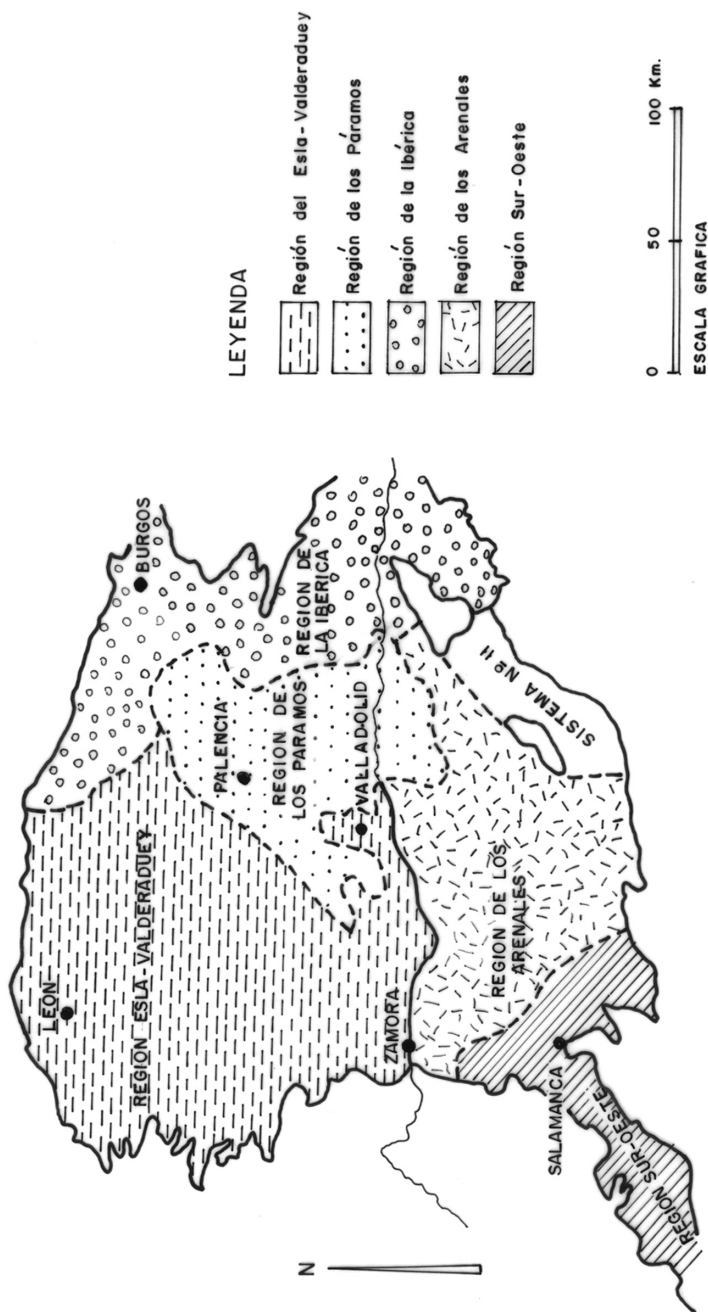 LEON
REGION ESLA-VALDERADUEY
BURGOS
PALENCIA
REGION DE
LOS PARAMOS
REGION DE
LA IBERICA
VALLADOLID
ZAMORA
REGION DE LOS
ARENALES
SISTEMA Nº 11
SALAMANCA
REGION SUR-OESTE
N
LEYENDA
Región del Esla-Valderaduey
Región de los Páramos
Región de la Ibérica
Región de los Arenales
Región Sur-Oeste
0 50 100 Km.
ESCALA GRAFICA